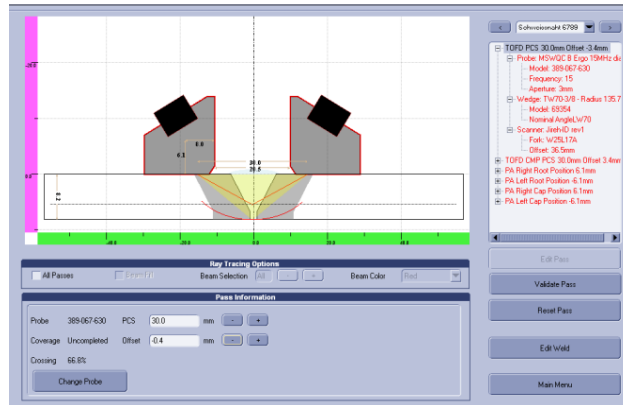 Schweissnaht 6789
TOFD PCS 30.0mm Offset -3.4mm
Probe: MSWQC B Ergo 15MHz dia
Model: 389-067-630
Frequency: 15
Aperture: 3mm
Wedge: TW70-3/8 - Radius 135.7
Model: 69354
Nominal AngleLW70
Scanner: Jireh-ID rev1
Fork: W25L17A
Offset: 36.5mm
TOFD CMP PCS 30.0mm Offset 3.4mm
PA Right Root Position 6.1mm
PA Left Root Position -6.1mm
PA Right Cap Position 6.1mm
PA Left Cap Position -6.1mm
30.0
Ray Tracing Options
All Passes
Beam Selection All - +
Beam Color Red
Pass Information
Probe 389-067-630 PCS 30.0 mm - +
Coverage Uncompleted Offset -0.4 mm - +
Crossing 66.8%
Change Probe
Edit Pass
Validate Pass
Reset Pass
Edit Weld
Main Menu